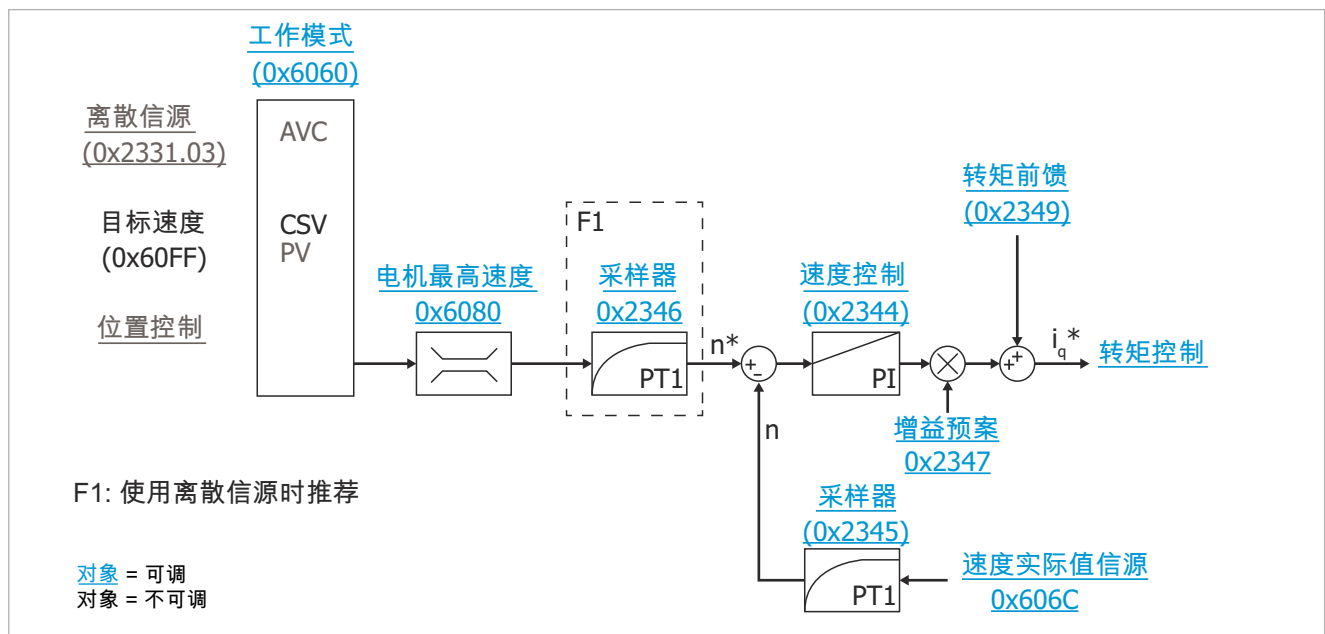 工作模式
(0x6060)
离散信源
(0x2331.03)
AVC
目标速度
(0x60FF)
CSV
PV
位置控制
电机最高速度
0x6080
F1
采样器
0x2346
PT1
n*
+
-
速度控制
(0x2344)
PI
转矩前馈
(0x2349)
+
+
i_q*
转矩控制
增益预案
0x2347
n
F1: 使用离散信源时推荐
采样器
(0x2345)
PT1
速度实际值信源
0x606C
对象 = 可调
对象 = 不可调